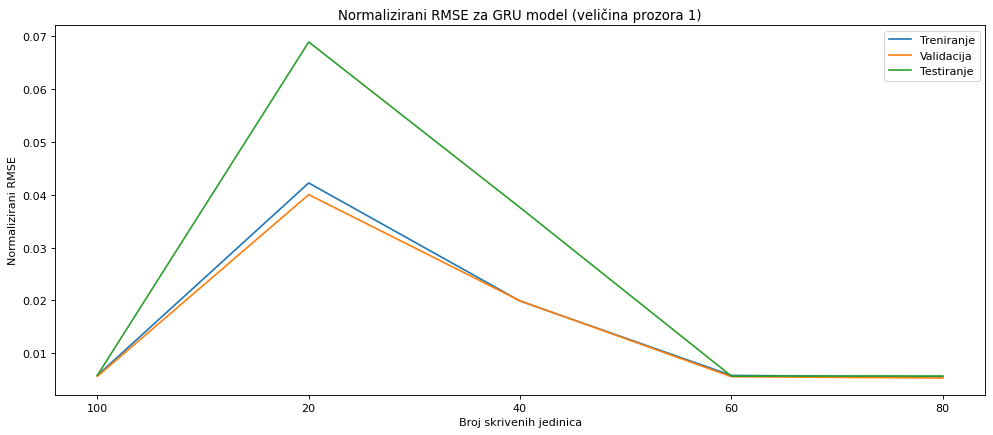 Normalizirani RMSE za GRU model (veličina prozora 1)
Treniranje
Validacija
Testiranje
Normalizirani RMSE
0.07
0.06
0.05
0.04
0.03
0.02
0.01
100 20 40 60 80
Broj skrivenih jedinica